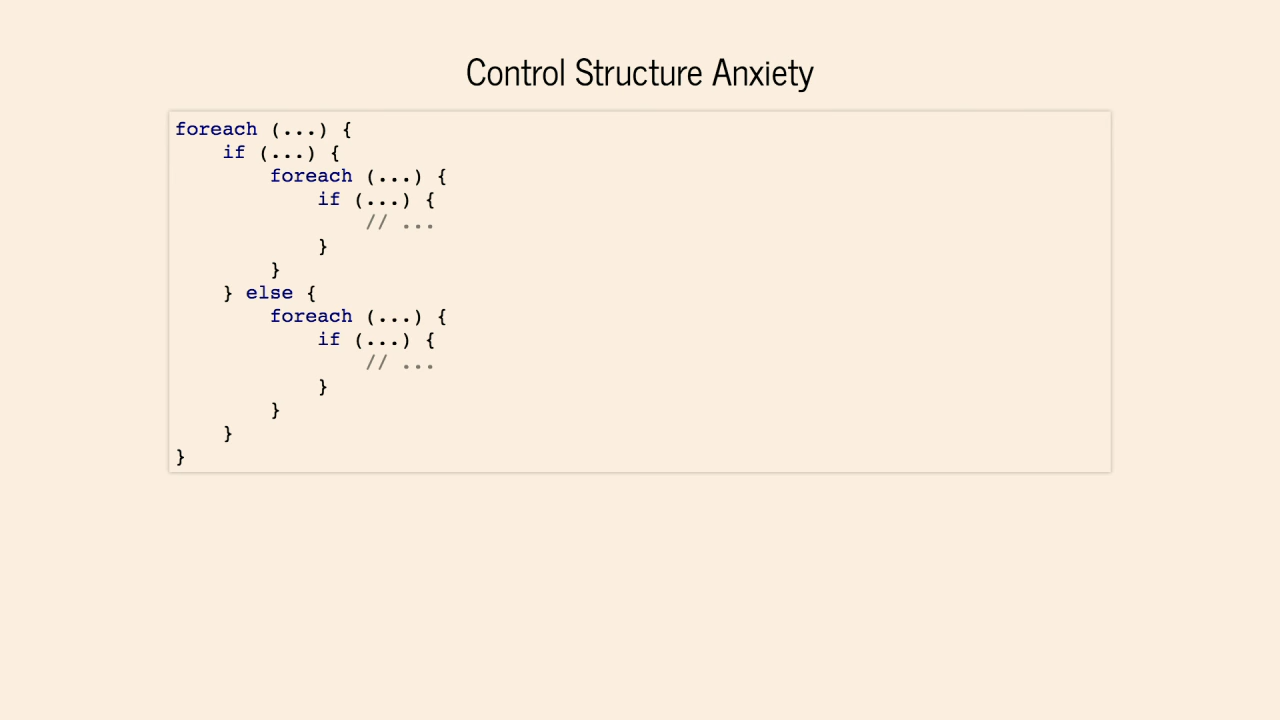 Control Structure Anxiety
foreach (...) {
    if (...) {
        foreach (...) {
            if (...) {
                // ...
            }
        }
    } else {
        foreach (...) {
            if (...) {
                // ...
            }
        }
    }
}